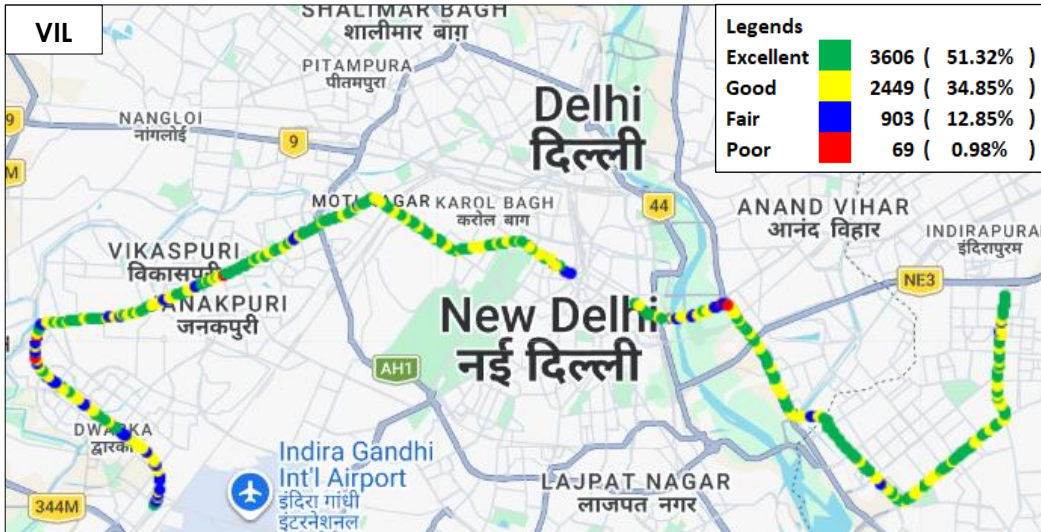 VIL
SHALIMAR BAGH
शालीमार बाग़
PITAMPURA
पीतमपुरा
NANGLOI
नांगलोई
9
9
M
Delhi
दिल्ली
Legends
Excellent 3606 ( 51.32% )
Good 2449 ( 34.85% )
Fair 903 ( 12.85% )
Poor 69 ( 0.98% )
44
ANAND VIHAR
आनंद विहार
INDIRAPURAM
इंदिरापुरम
KAROL BAGH
करोल बाग
VIKASPURI
विकासपुरी
ANAKPURI
जनकपुरी
NE3
New Delhi
नई दिल्ली
AH1
द्वारका
Indira Gandhi
Int'l Airport
इंदिरा गांधी
इंटरनेशनल
LAJPAT NAGAR
लाजपत नगर
344M